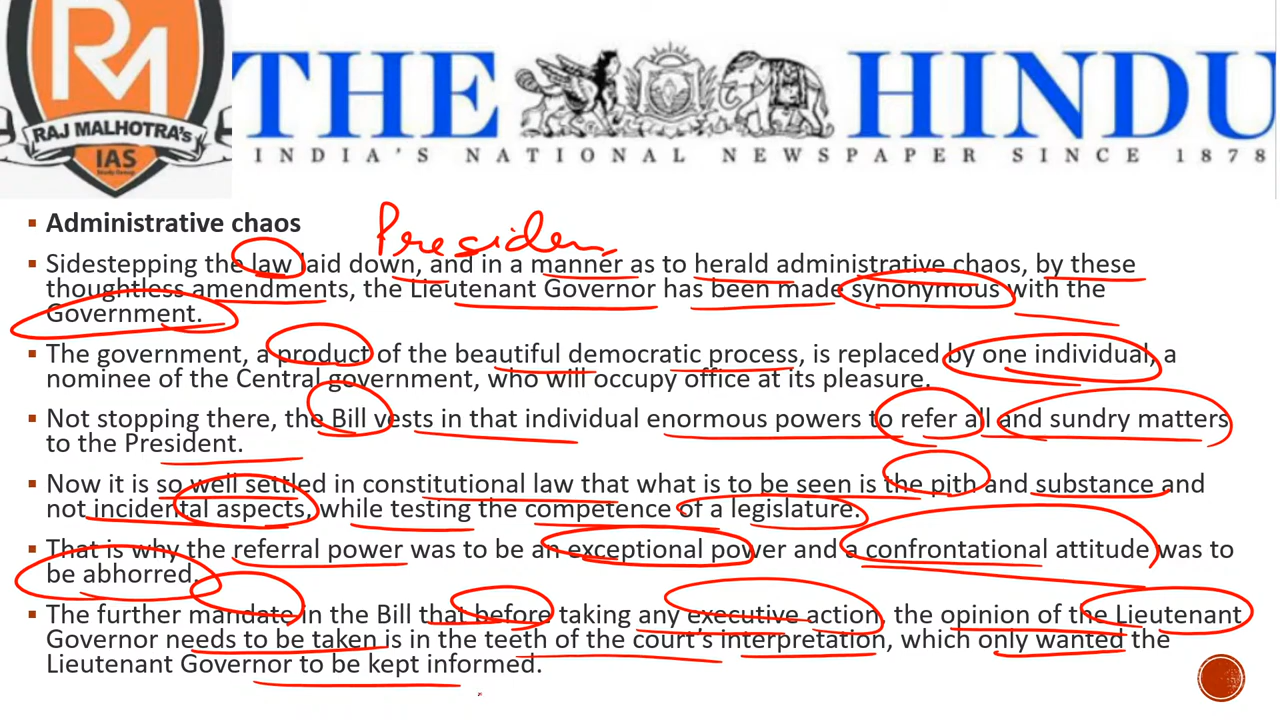 RM
RAJ MALHOTRA's
IAS
Study Group
THE HINDU
INDIA'S NATIONAL NEWSPAPER SINCE 1878
▪ Administrative chaos
Presiden
▪ Sidestepping the law laid down, and in a manner as to herald administrative chaos, by these
thoughtless amendments, the Lieutenant Governor has been made synonymous with the
Government.
▪ The government, a product of the beautiful democratic process, is replaced by one individual, a
nominee of the Central government, who will occupy office at its pleasure.
▪ Not stopping there, the Bill vests in that individual enormous powers to refer all and sundry matters
to the President.
▪ Now it is so well settled in constitutional law that what is to be seen is the pith and substance and
not incidental aspects, while testing the competence of a legislature.
▪ That is why the referral power was to be an exceptional power and a confrontational attitude was to
be abhorred.
▪ The further mandate in the Bill that before taking any executive action, the opinion of the Lieutenant
Governor needs to be taken is in the teeth of the court's interpretation, which only wanted the
Lieutenant Governor to be kept informed.